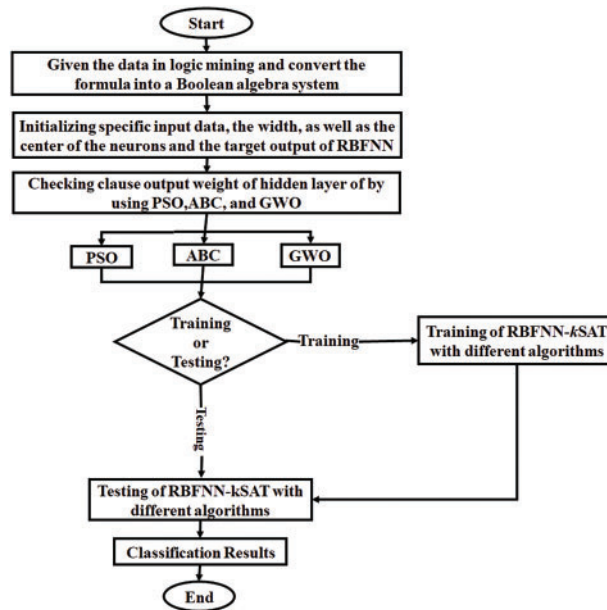 Start
Given the data in logic mining and convert the
formula into a Boolean algebra system
Initializing specific input data, the width, as well as the
center of the neurons and the target output of RBFNN
Checking clause output weight of hidden layer of by
using PSO,ABC, and GWO
PSO
ABC
GWO
Training
or
Testing?
Training
Training of RBFNN-kSAT
with different algorithms
Testing
Testing of RBFNN-kSAT with
different algorithms
Classification Results
End